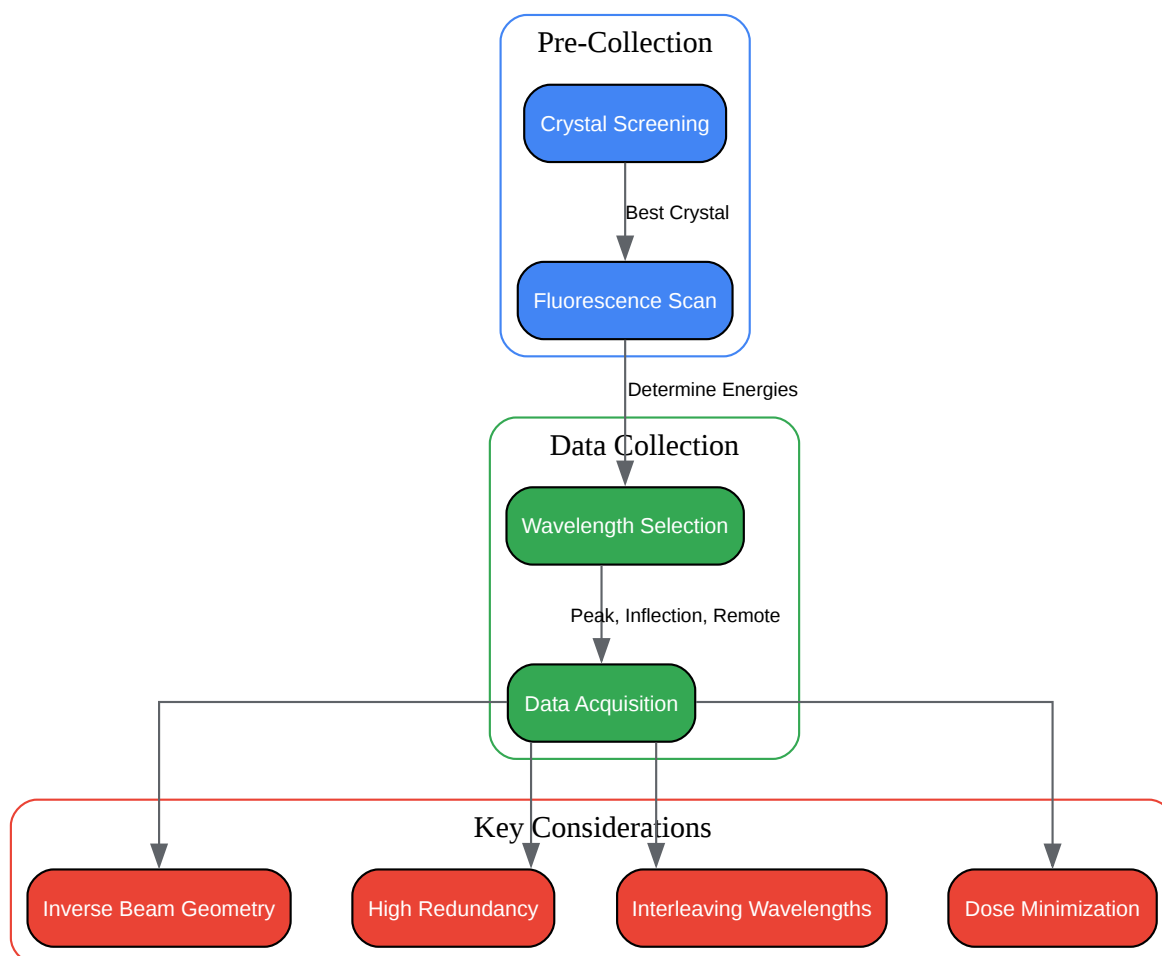 Pre-Collection
Crystal Screening
Best Crystal
Fluorescence Scan
Determine Energies
Data Collection
Wavelength Selection
Peak, Inflection, Remote
Data Acquisition
Key Considerations
Inverse Beam Geometry
High Redundancy
Interleaving Wavelengths
Dose Minimization